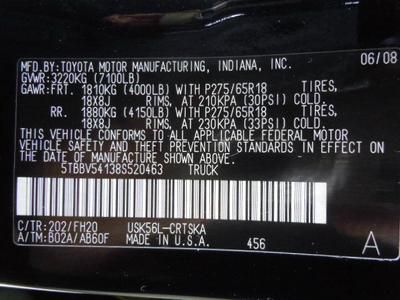 MFD.BY: TOYOTA MOTOR MANUFACTURING, INDIANA, INC. 06/08
GVWR: 3220KG (7100LB)
GAWR: FRT. 1810KG (4000LB) WITH P275/65R18 TIRES,
18X8J RIMS, AT 210KPA (30PSI) COLD.
RR. 1880KG (4150LB) WITH P275/65R18 TIRES,
18X8J RIMS, AT 230KPA (33PSI) COLD.
THIS VEHICLE CONFORMS TO ALL APPLICABLE FEDERAL MOTOR
VEHICLE SAFETY AND THEFT PREVENTION STANDARDS IN EFFECT
ON THE DATE OF MANUFACTURE SHOWN ABOVE.
5TBBV54138S520463 TRUCK
C/TR: 202/FH20 USK56L-CRTSKA
A/TM: B02A/AB60F MADE IN U.S.A. 456 A